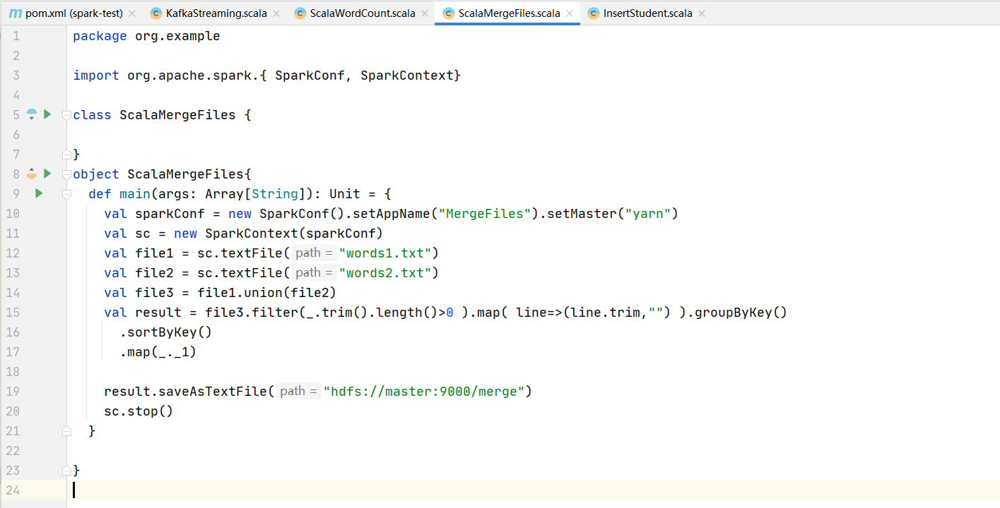 m pom.xml (spark-test) × C KafkaStreaming.scala × C ScalaWordCount.scala × C ScalaMergeFiles.scala × C InsertStudent.scala ×
1 package org.example
2
3 import org.apache.spark.{ SparkConf, SparkContext}
4
5 class ScalaMergeFiles {
6
7 }
8 object ScalaMergeFiles{
9   def main(args: Array[String]): Unit = {
10     val sparkConf = new SparkConf().setAppName("MergeFiles").setMaster("yarn")
11     val sc = new SparkContext(sparkConf)
12     val file1 = sc.textFile( path = "words1.txt")
13     val file2 = sc.textFile( path = "words2.txt")
14     val file3 = file1.union(file2)
15     val result = file3.filter(_.trim().length()>0 ).map( line=>(line.trim,"") ).groupByKey()
16       .sortByKey()
17       .map(_._1)
18
19     result.saveAsTextFile( path = "hdfs://master:9000/merge")
20     sc.stop()
21   }
22
23 }
24